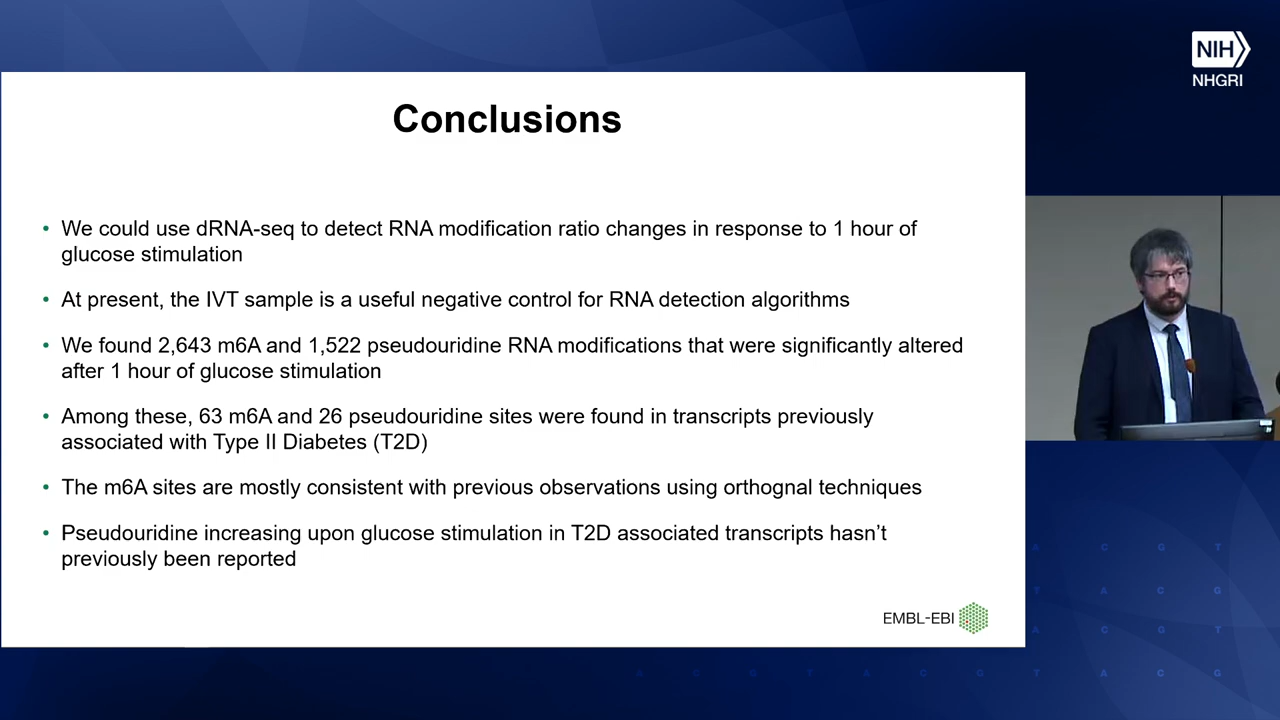 NIH
NHGRI
Conclusions
• We could use dRNA-seq to detect RNA modification ratio changes in response to 1 hour of
glucose stimulation
• At present, the IVT sample is a useful negative control for RNA detection algorithms
• We found 2,643 m6A and 1,522 pseudouridine RNA modifications that were significantly altered
after 1 hour of glucose stimulation
• Among these, 63 m6A and 26 pseudouridine sites were found in transcripts previously
associated with Type II Diabetes (T2D)
• The m6A sites are mostly consistent with previous observations using orthognal techniques
• Pseudouridine increasing upon glucose stimulation in T2D associated transcripts hasn't
previously been reported
EMBL-EBI
A C G T
T A C G
A C G T
A C G T A C G T A C G